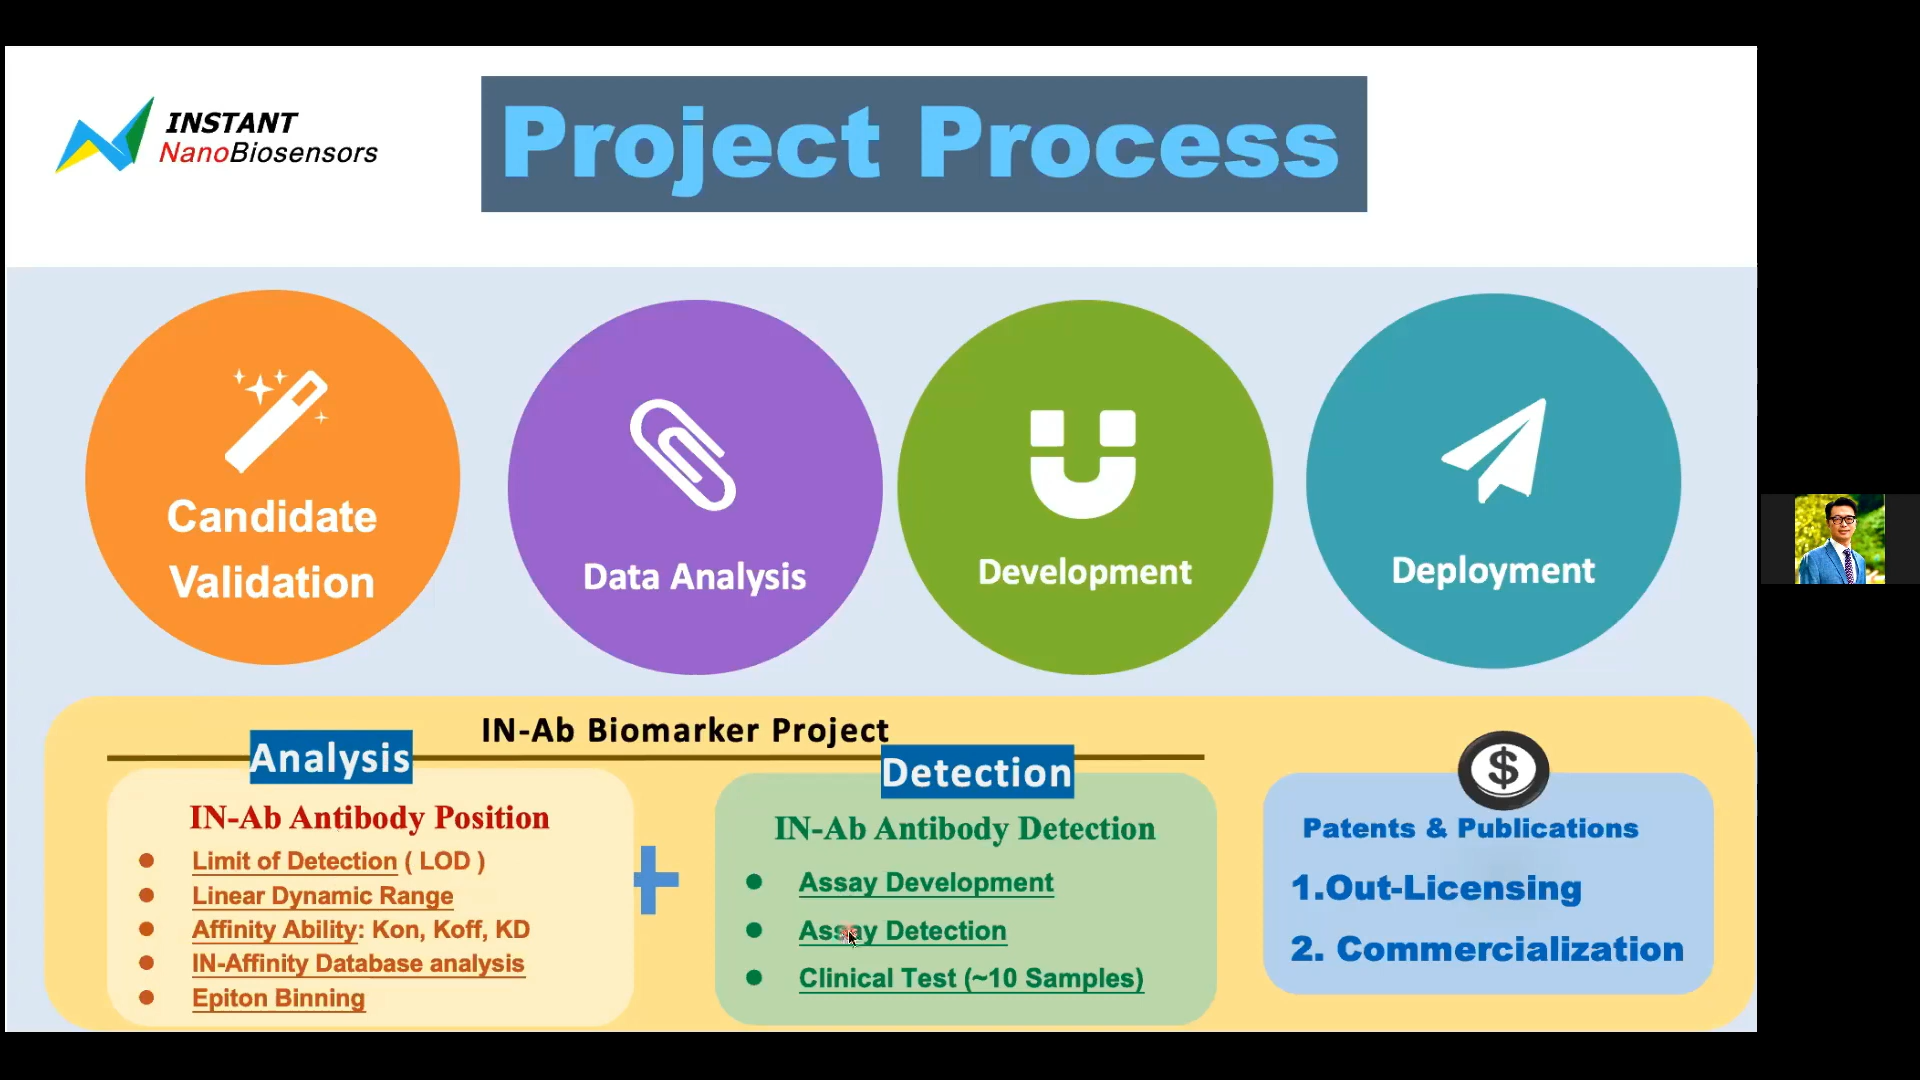 INSTANT
NanoBiosensors
Project Process
Candidate
Validation
Data Analysis
Development
Deployment
IN-Ab Biomarker Project
Analysis
IN-Ab Antibody Position
Limit of Detection ( LOD )
Linear Dynamic Range
Affinity Ability: Kon, Koff, KD
IN-Affinity Database analysis
Epiton Binning
Detection
IN-Ab Antibody Detection
Assay Development
Assay Detection
Clinical Test (~10 Samples)
$
Patents & Publications
1.Out-Licensing
2. Commercialization